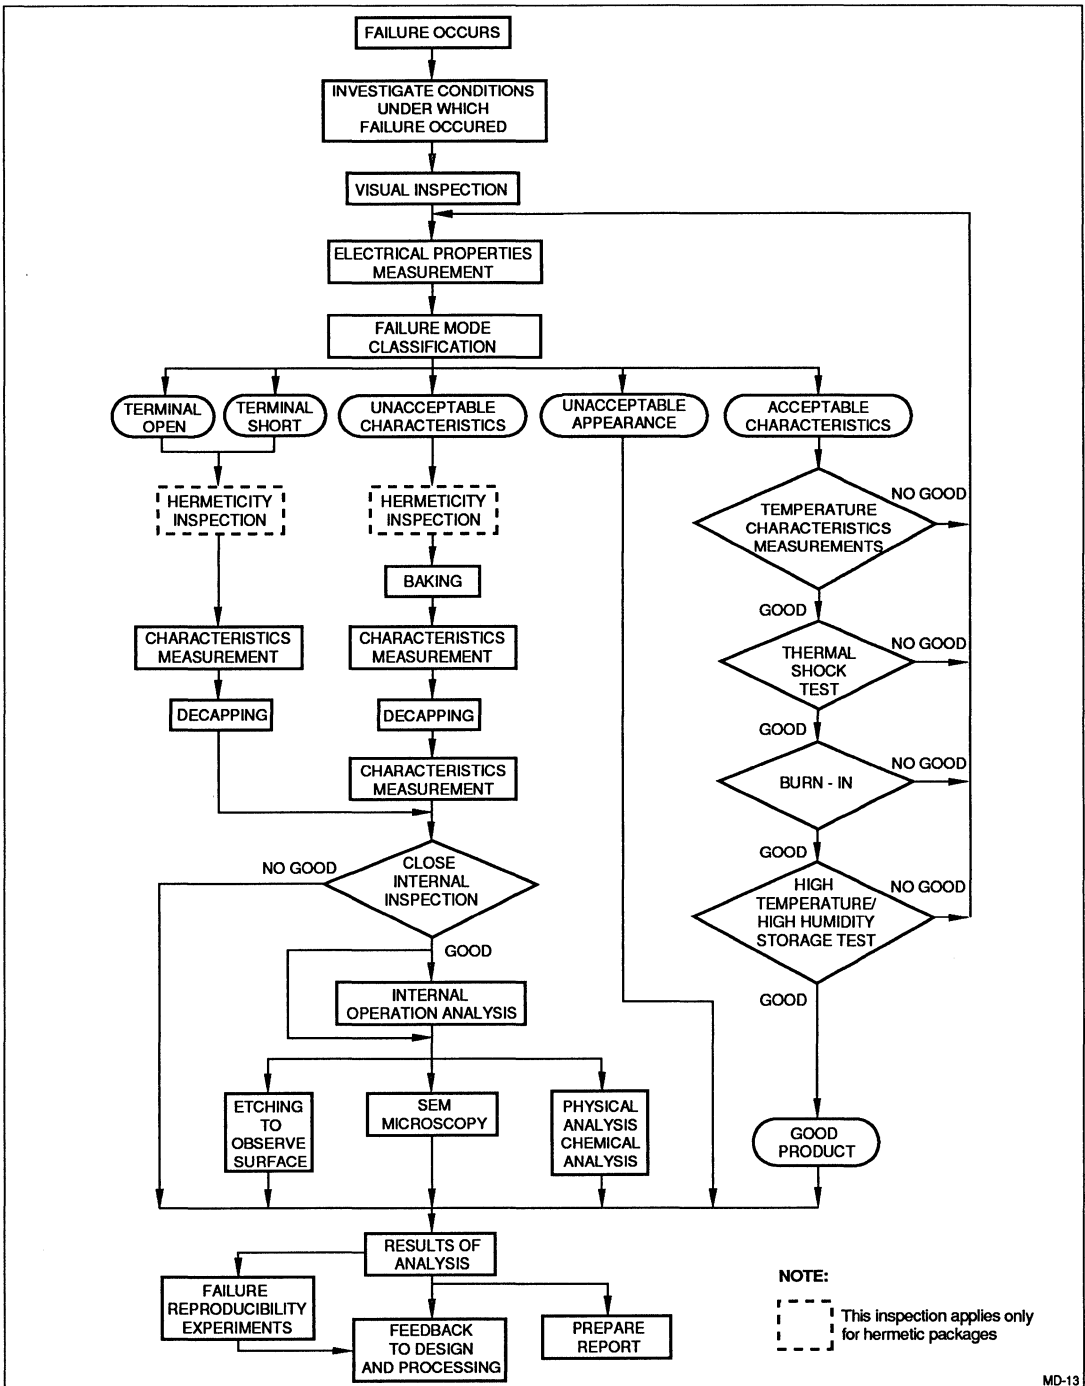 FAILURE OCCURS
INVESTIGATE CONDITIONS
UNDER WHICH
FAILURE OCCURED
VISUAL INSPECTION
ELECTRICAL PROPERTIES
MEASUREMENT
FAILURE MODE
CLASSIFICATION
TERMINAL
OPEN
TERMINAL
SHORT
UNACCEPTABLE
CHARACTERISTICS
UNACCEPTABLE
APPEARANCE
ACCEPTABLE
CHARACTERISTICS
HERMETICITY
INSPECTION
HERMETICITY
INSPECTION
NO GOOD
TEMPERATURE
CHARACTERISTICS
MEASUREMENTS
BAKING
GOOD
CHARACTERISTICS
MEASUREMENT
CHARACTERISTICS
MEASUREMENT
NO GOOD
THERMAL
SHOCK
TEST
DECAPPING
DECAPPING
GOOD
CHARACTERISTICS
MEASUREMENT
NO GOOD
BURN - IN
GOOD
NO GOOD
CLOSE
INTERNAL
INSPECTION
NO GOOD
HIGH
TEMPERATURE/
HIGH HUMIDITY
STORAGE TEST
GOOD
INTERNAL
OPERATION ANALYSIS
GOOD
ETCHING
TO
OBSERVE
SURFACE
SEM
MICROSCOPY
PHYSICAL
ANALYSIS
CHEMICAL
ANALYSIS
GOOD
PRODUCT
RESULTS OF
ANALYSIS
FAILURE
REPRODUCIBILITY
EXPERIMENTS
FEEDBACK
TO DESIGN
AND PROCESSING
PREPARE
REPORT
NOTE:
This inspection applies only
for hermetic packages
MD-13